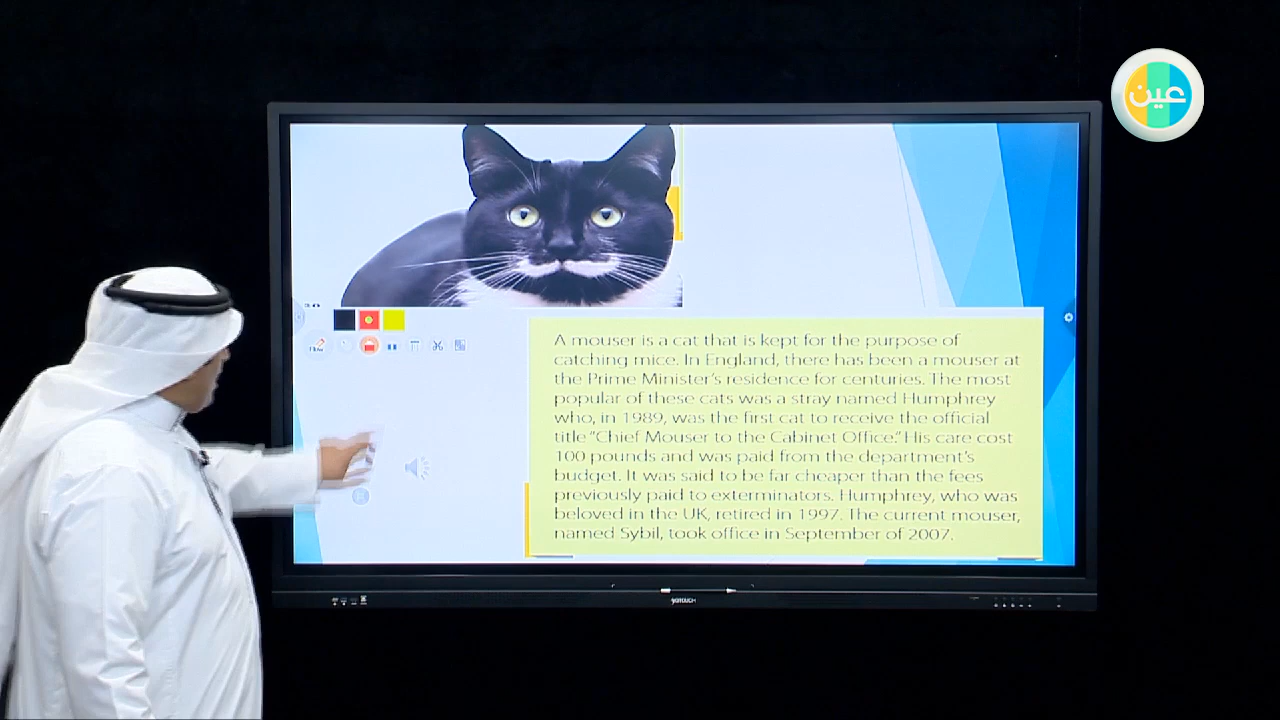 عين
A mouser is a cat that is kept for the purpose of
catching mice. In England, there has been a mouser at
the Prime Minister's residence for centuries. The most
popular of these cats was a stray named Humphrey
who, in 1989, was the first cat to receive the official
title "Chief Mouser to the Cabinet Office." His care cost
100 pounds and was paid from the department's
budget. It was said to be far cheaper than the fees
previously paid to exterminators. Humphrey, who was
beloved in the UK, retired in 1997. The current mouser,
named Sybil, took office in September of 2007.